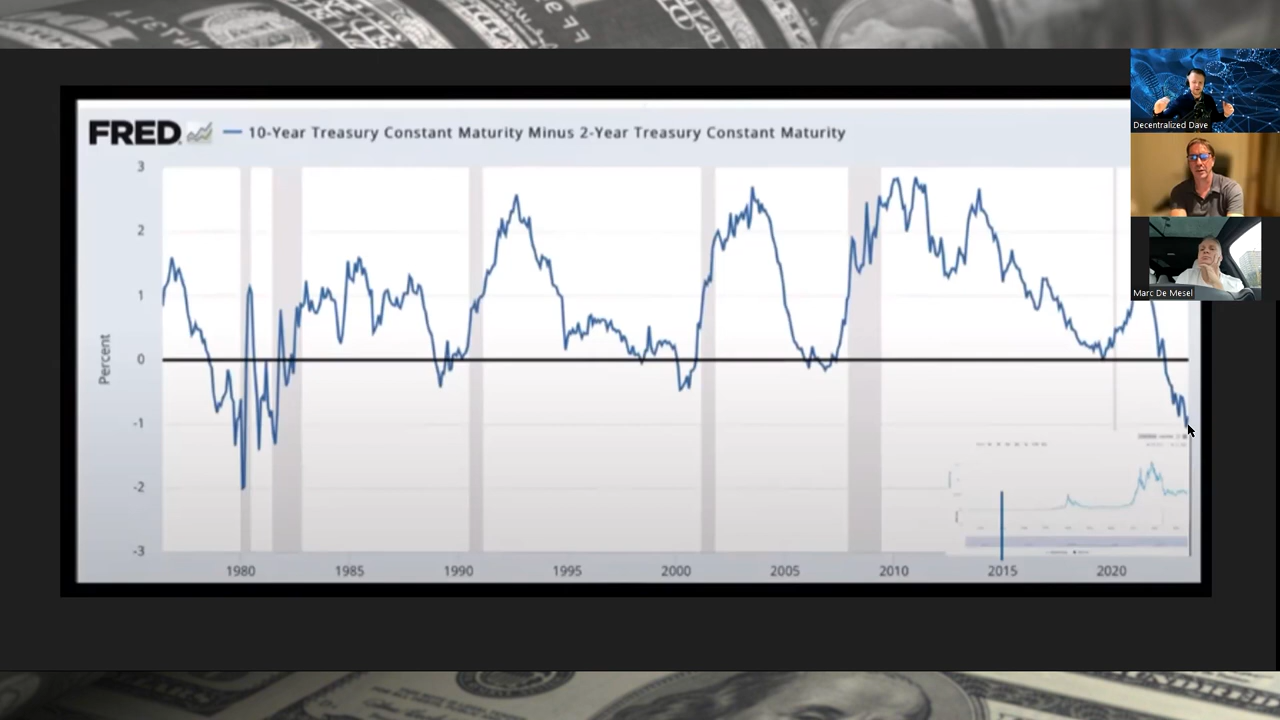 FRED
10-Year Treasury Constant Maturity Minus 2-Year Treasury Constant Maturity
Decentralized Dave
Marc De Mesel
Percent
3
2
1
0
-1
-2
-3
1980 1985 1990 1995 2000 2005 2010 2015 2020